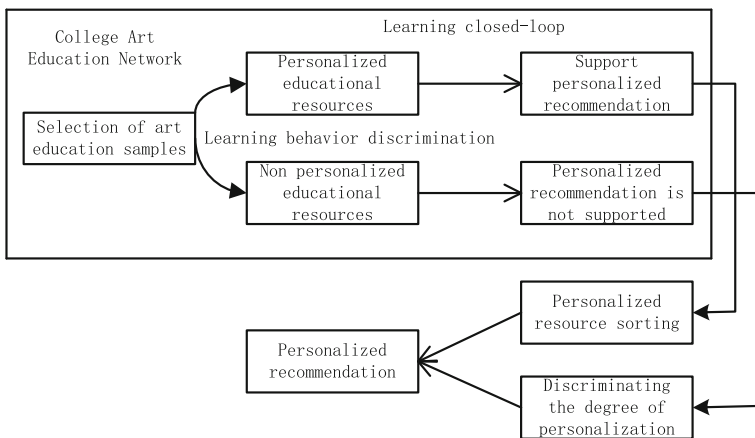 Learning closed-loop
College Art
Education Network
Personalized
educational
resources
Support
personalized
recommendation
Selection of art
education samples
Learning behavior discrimination
Non personalized
educational
resources
Personalized
recommendation is
not supported
Personalized
resource sorting
Personalized
recommendation
Discriminating
the degree of
personalization